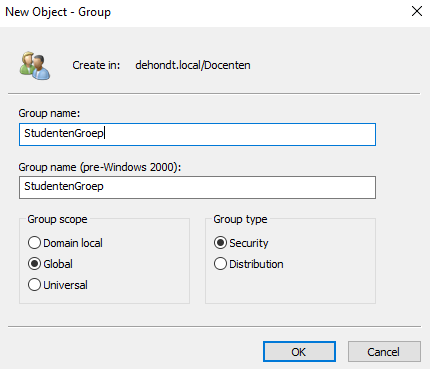 New Object - Group
Create in: dehondt.local/Docenten
Group name:
StudentenGroep
Group name (pre-Windows 2000):
StudentenGroep
Group scope
Domain local
Global
Universal
Group type
Security
Distribution
OK
Cancel